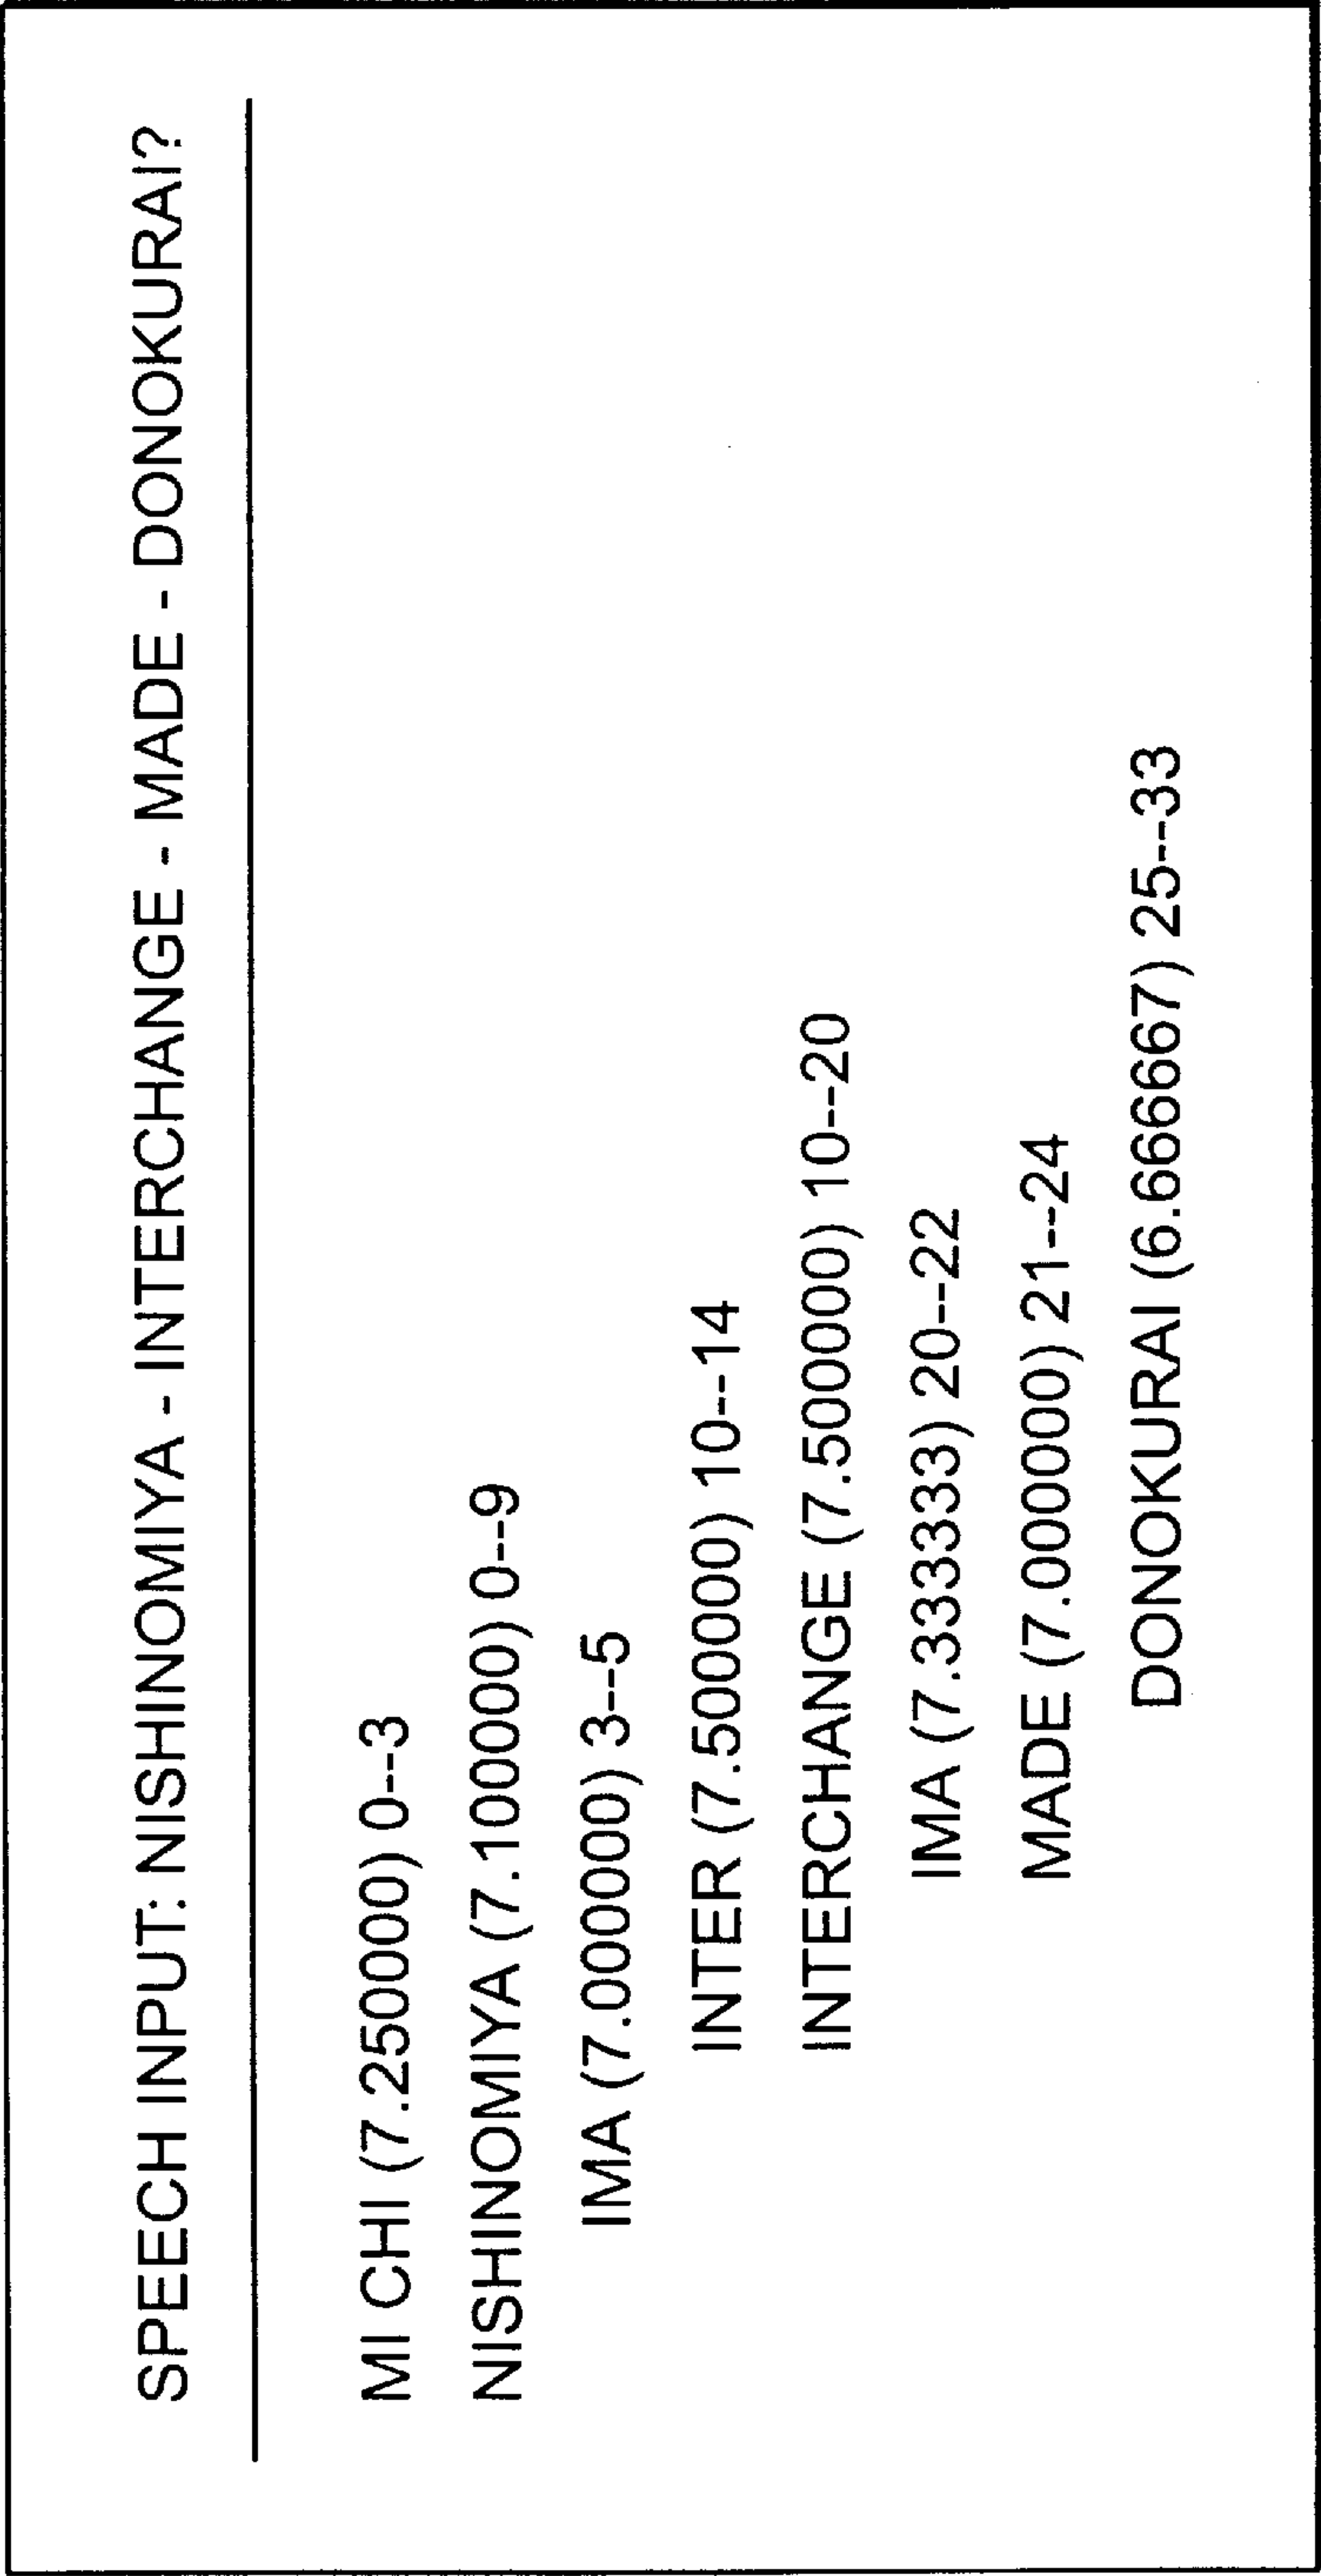 SPEECH INPUT: NISHINOMIYA - INTERCHANGE - MADE - DONOKURAI?
MI CHI (7.250000) 0--3
NISHINOMIYA (7.100000) 0--9
IMA (7.000000) 3--5
INTER (7.500000) 10--14
INTERCHANGE (7.500000) 10--20
IMA (7.333333) 20--22
MADE (7.000000) 21--24
DONOKURAI (6.666667) 25--33